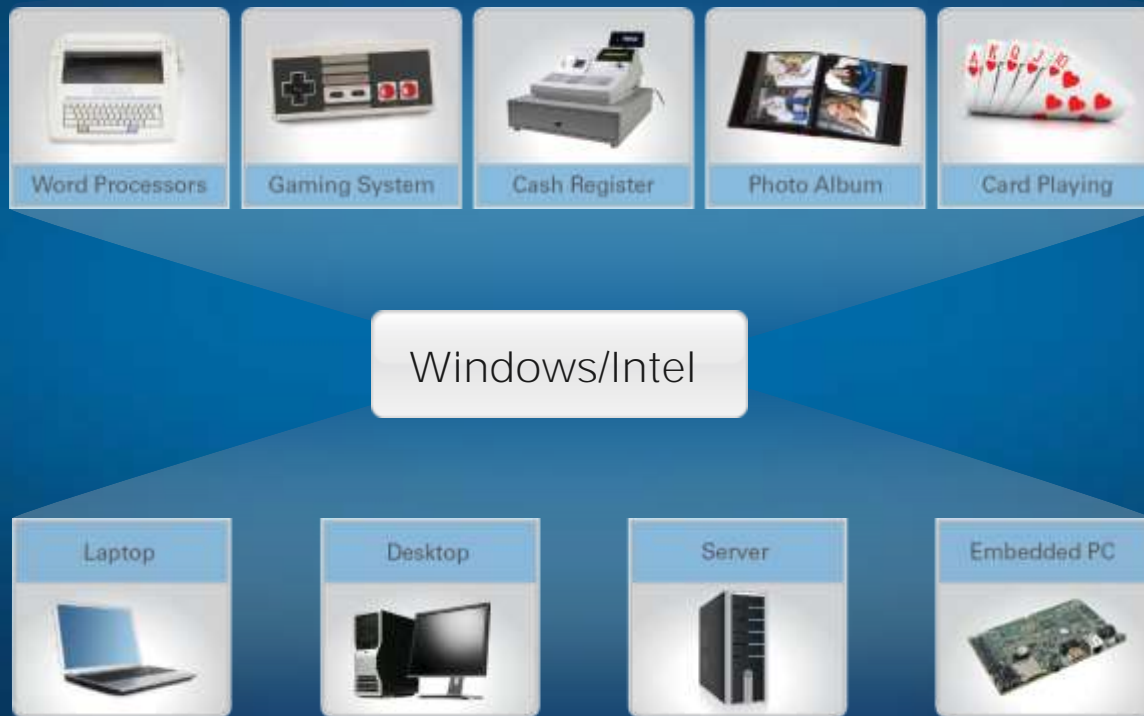 Word Processors
Gaming System
Cash Register
Photo Album
Card Playing
Windows/Intel
Laptop
Desktop
Server
Embedded PC